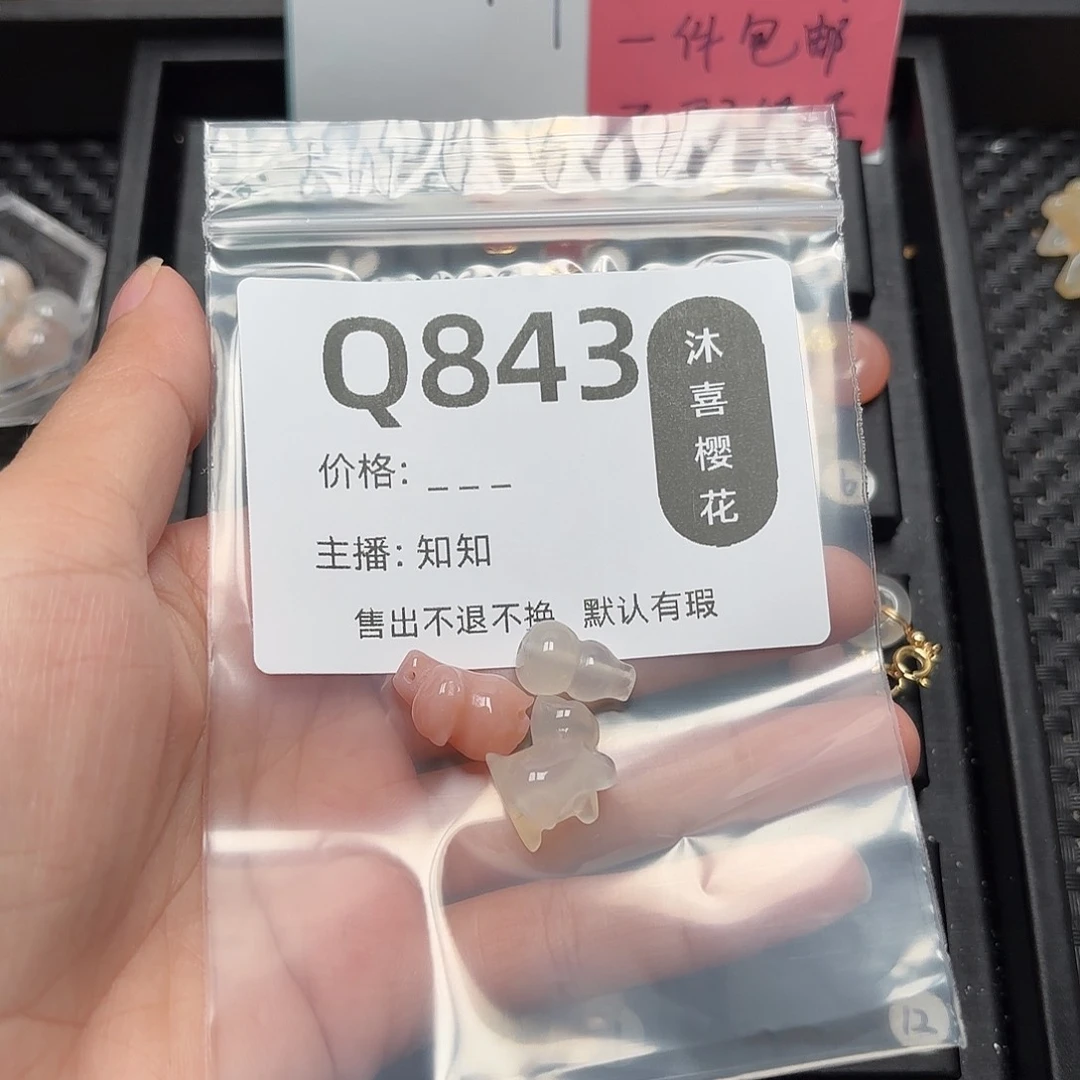 一件包邮
Q843
沐喜樱花
价格: _ _ _
主播: 知知
售出不退不换 默认有瑕
12